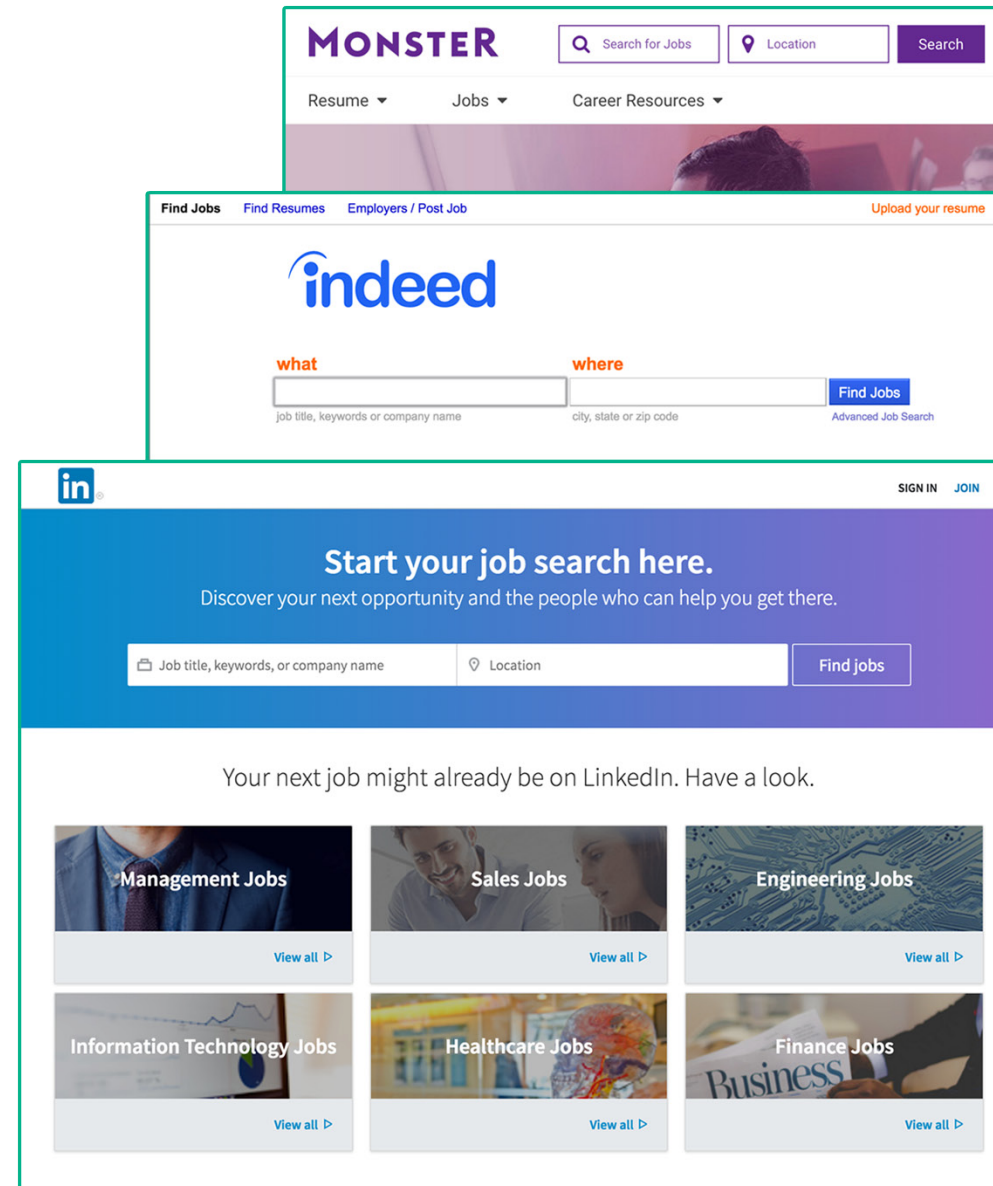 MONSTER
Search for Jobs
Location
Search
Resume
Jobs
Career Resources
Find Jobs Find Resumes Employers / Post Job Upload your resume
indeed
what where
Find Jobs
job title, keywords or company name city, state or zip code Advanced Job Search
in ®
SIGN IN JOIN
Start your job search here.
Discover your next opportunity and the people who can help you get there.
Job title, keywords, or company name Location Find jobs
Your next job might already be on LinkedIn. Have a look.
Management Jobs Sales Jobs Engineering Jobs
View all View all View all
Information Technology Jobs Healthcare Jobs Finance Jobs
Business
View all View all View all